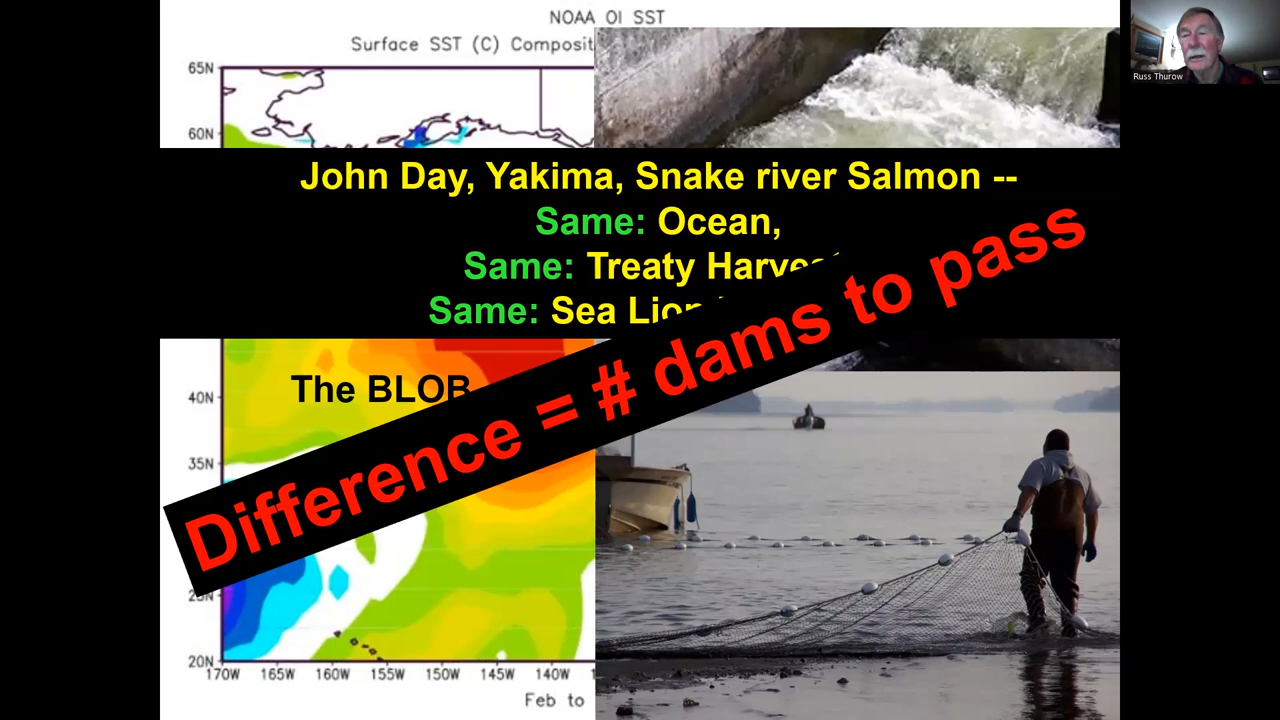 NOAA OI SST
Surface SST (C) Composit
Russ Thurow
65N
60N
John Day, Yakima, Snake river Salmon --
Same: Ocean,
Same: Treaty Harvest
Same: Sea Lion
Difference = # dams to pass
The BLOB
40N
35N
25N
20N
170W 165W 160W 155W 150W 145W 140W
Feb to